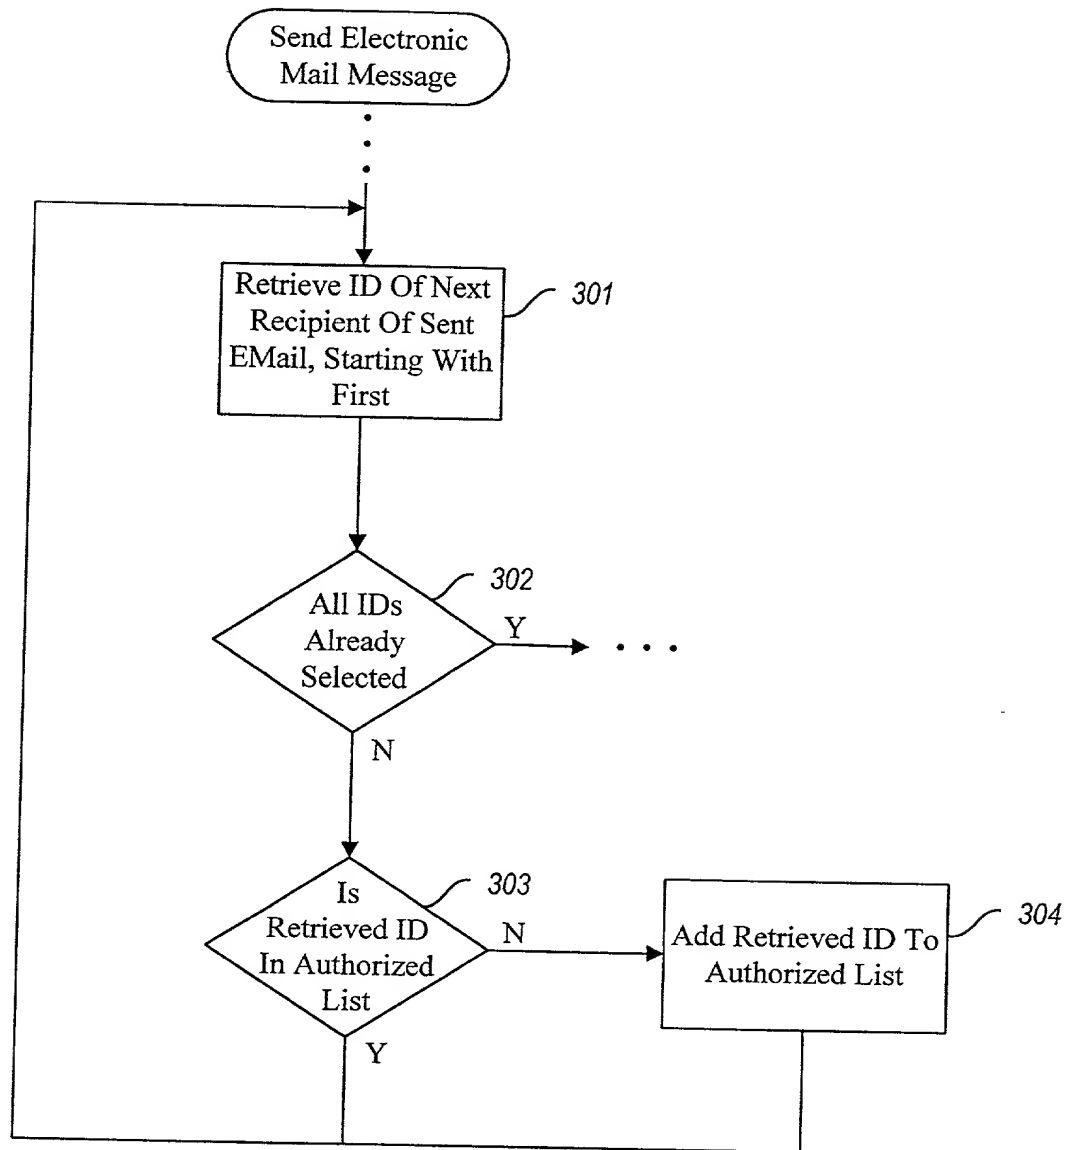 Send Electronic
Mail Message
Retrieve ID Of Next
Recipient Of Sent
EMail, Starting With
First
301
All IDs
Already
Selected
302
Y
N
Is
Retrieved ID
In Authorized
List
303
N
Y
Add Retrieved ID To
Authorized List
304